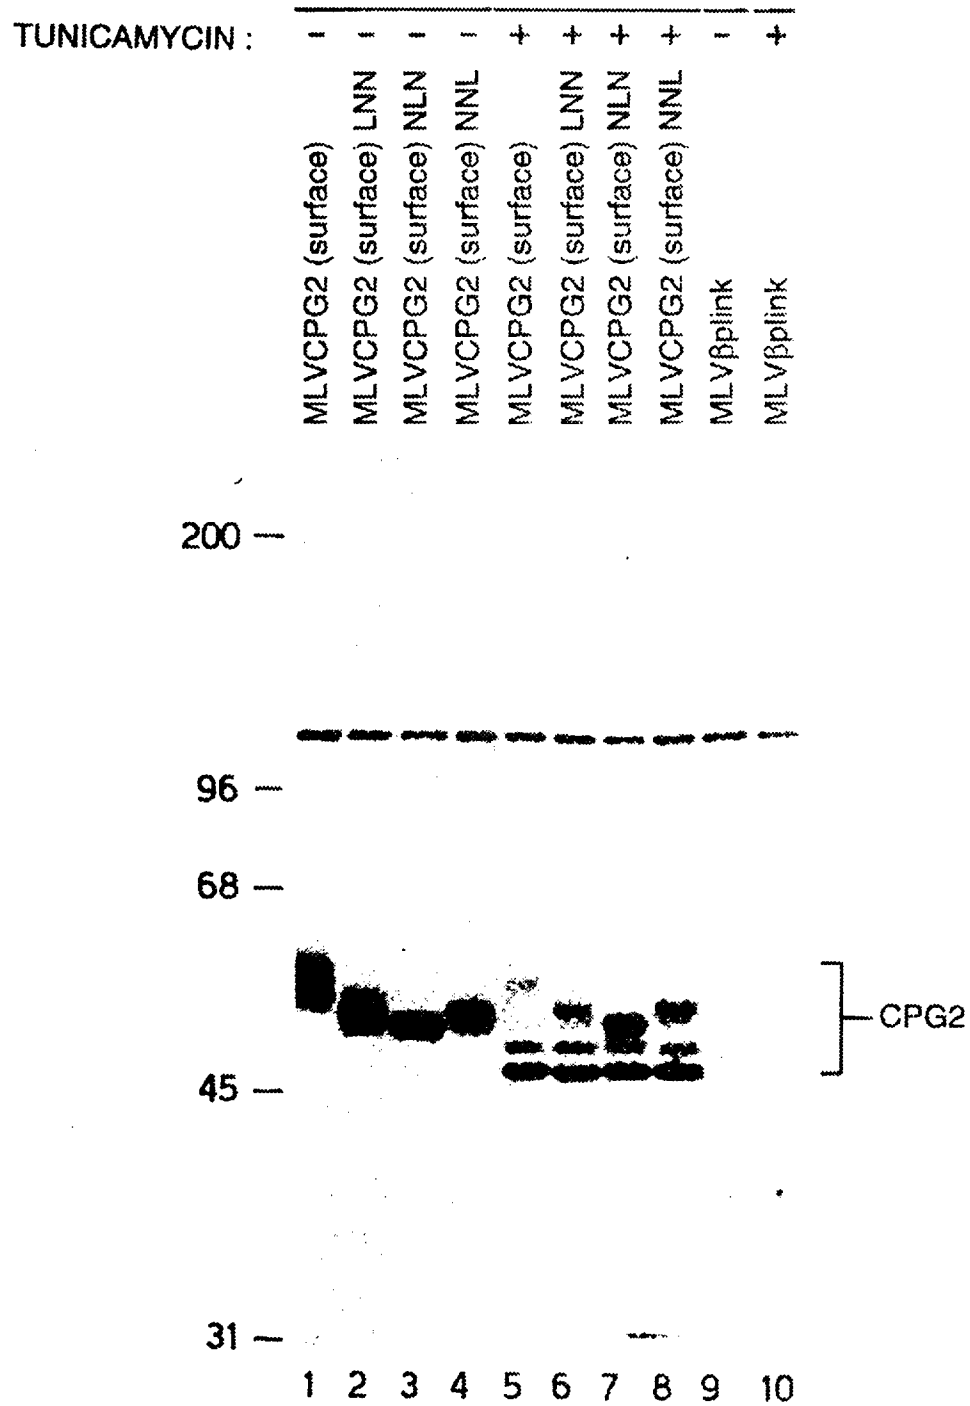 TUNICAMYCIN : - - - - + + + + - +
MLVCPG2 (surface)
MLVCPG2 (surface) LNN
MLVCPG2 (surface) NLN
MLVCPG2 (surface) NNL
MLVCPG2 (surface)
MLVCPG2 (surface) LNN
MLVCPG2 (surface) NLN
MLVCPG2 (surface) NNL
MLVβplink
MLVβplink
200
96
68
CPG2
45
31
1 2 3 4 5 6 7 8 9 10